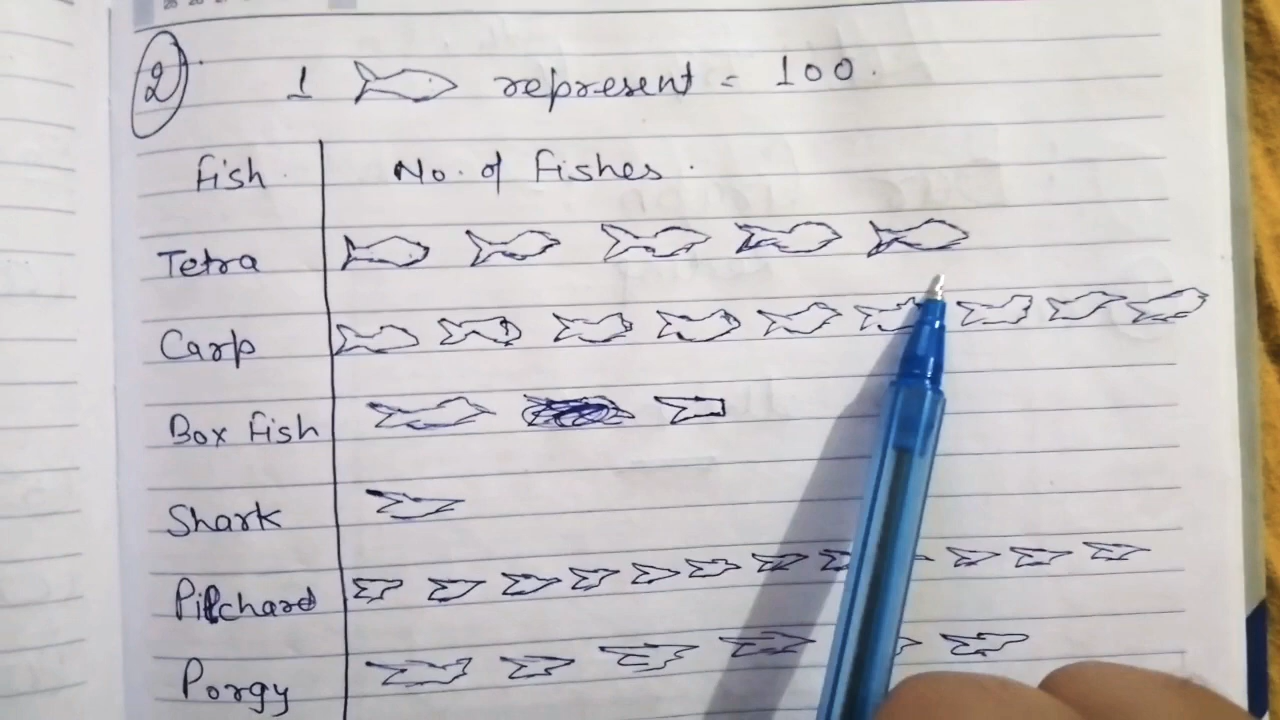 2
1 represent = 100.
Fish. No. of Fishes.
Tetra
Carp
Box Fish
Shark
Pilchard
Porgy